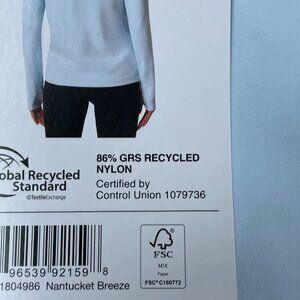 86% GRS RECYCLED
NYLON
Certified by
Control Union 1079736
obal Recycled
Standard
©TextileExchange
FSC
MIX
Paper
FSC® C160772
96539 92159 8
1804986 Nantucket Breeze